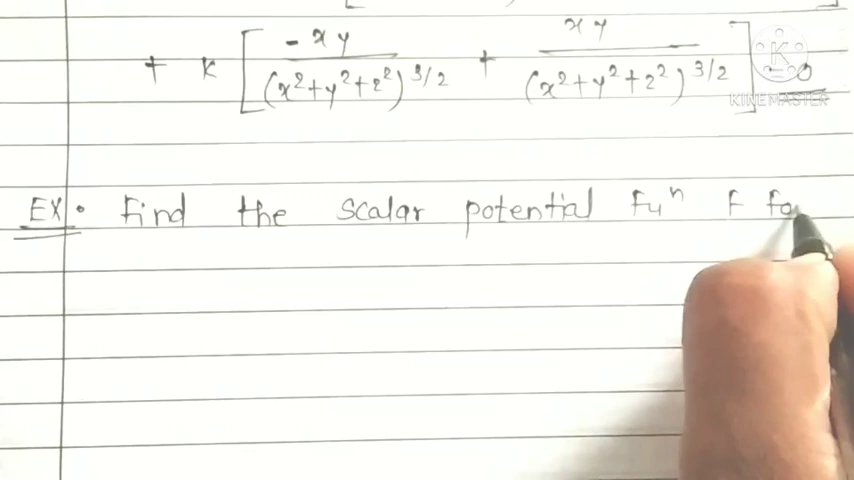 + K [ -xy / (x²+y²+z²)^3/2 + xy / (x²+y²+z²)^3/2 ] = 0
KINEMASTER
EX. Find the scalar potential Fuⁿ F fo